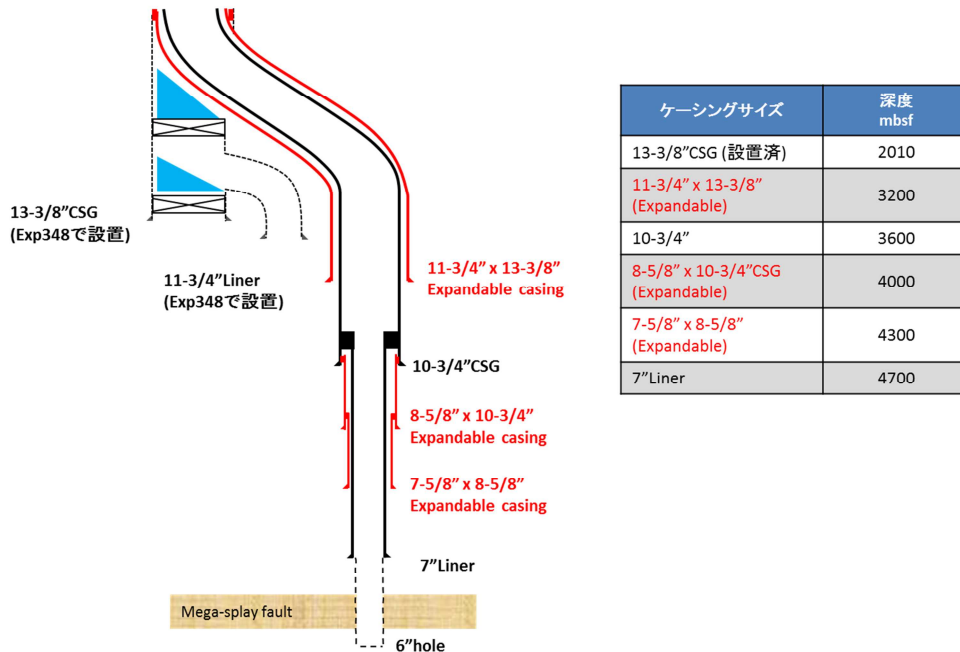 13-3/8”CSG
(Exp348で設置)
11-3/4”Liner
(Exp348で設置)
11-3/4” x 13-3/8”
Expandable casing
10-3/4”CSG
8-5/8” x 10-3/4”
Expandable casing
7-5/8” x 8-5/8”
Expandable casing
7”Liner
Mega-splay fault
6”hole
ケーシングサイズ 深度
mbsf
13-3/8”CSG (設置済) 2010
11-3/4” x 13-3/8”
(Expandable) 3200
10-3/4” 3600
8-5/8” x 10-3/4”CSG
(Expandable) 4000
7-5/8” x 8-5/8”
(Expandable) 4300
7”Liner 4700